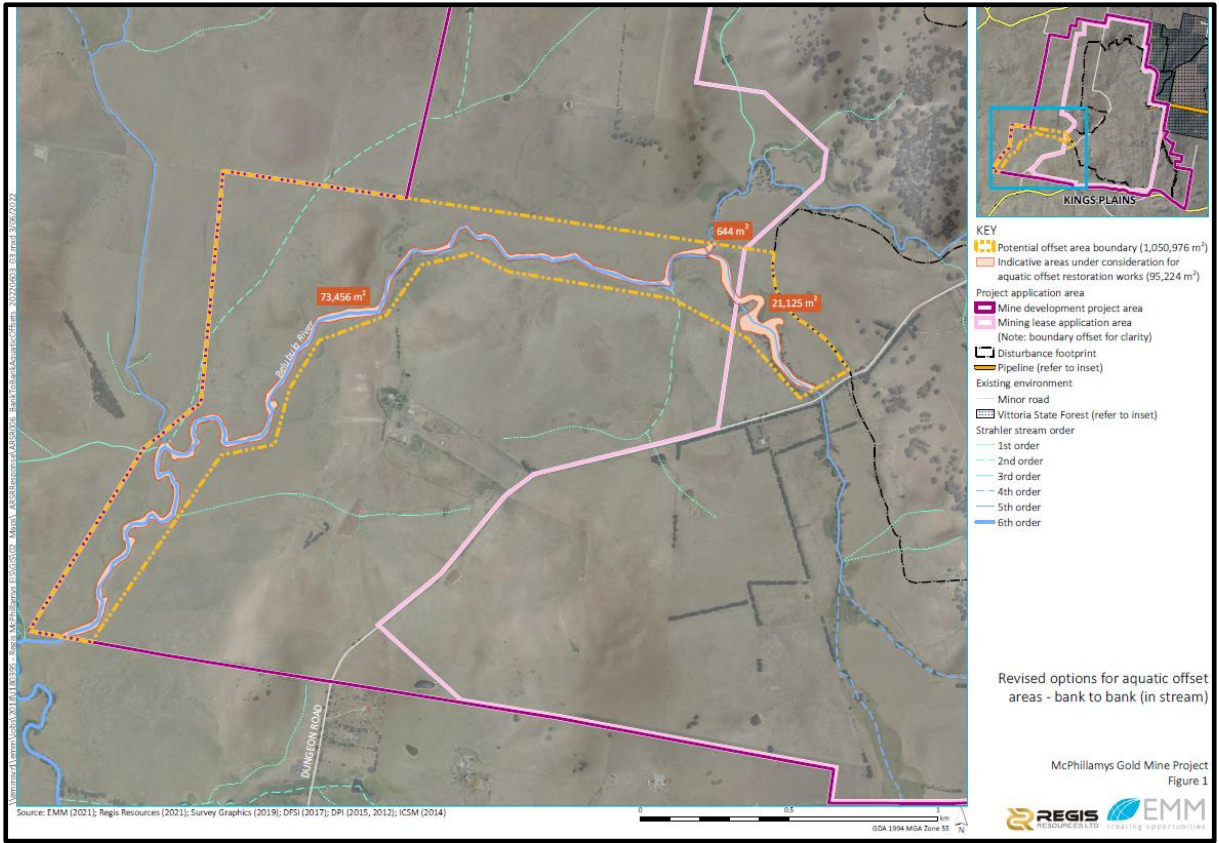 KINGS PLAINS
KEY
Potential offset area boundary (1,050,976 m²)
Indicative areas under consideration for
aquatic offset restoration works (95,224 m²)
Project application area
Mine development project area
Mining lease application area
(Note: boundary offset for clarity)
Disturbance footprint
Pipeline (refer to inset)
Existing environment
Minor road
Vittoria State Forest (refer to inset)
Strahler stream order
1st order
2nd order
3rd order
4th order
5th order
6th order
644 m²
73,456 m²
21,125 m²
Belubula River
DUNGEON ROAD
Revised options for aquatic offset
areas - bank to bank (in stream)
McPhillamys Gold Mine Project
Figure 1
Source: EMM (2021); Regis Resources (2021); Survey Graphics (2019); DFSI (2017); DPI (2015, 2012); ICSM (2014)
0 0.5 1
km
GDA 1994 MGA Zone 55
N
REGIS
RESOURCES LTD
EMM
creating opportunities